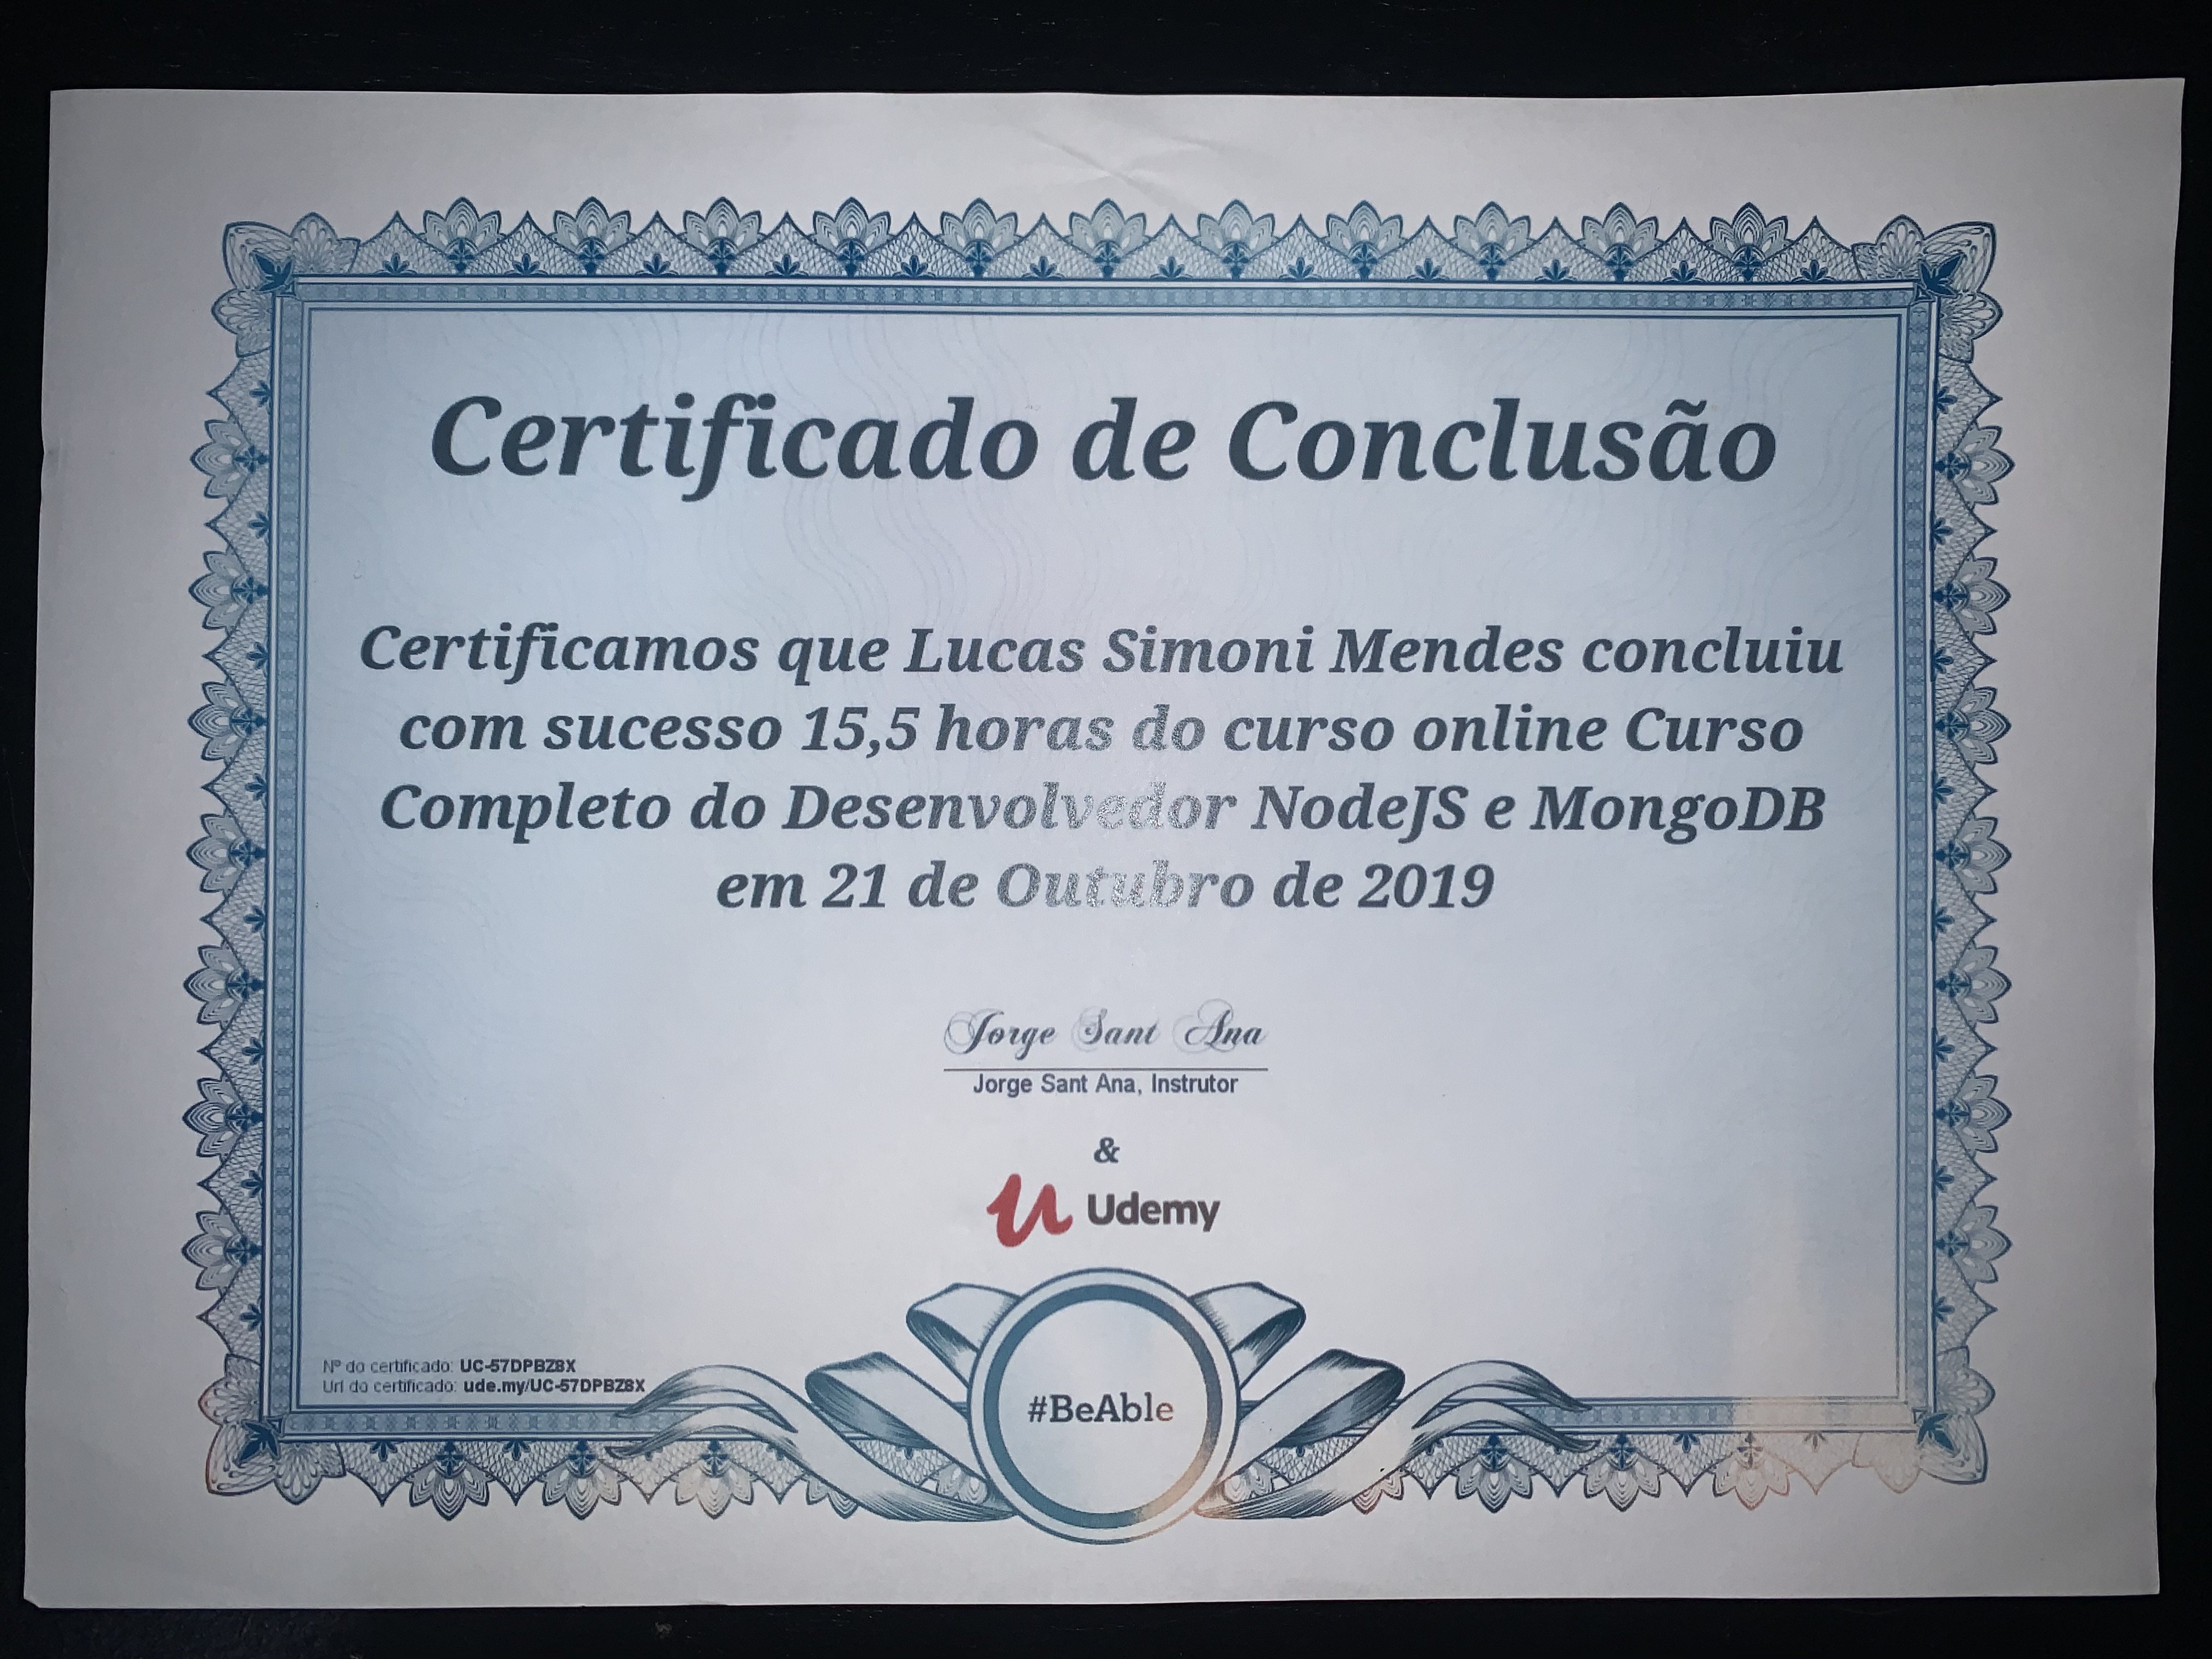 Certificado de Conclusão
Certificamos que Lucas Simoni Mendes concluiu
com sucesso 15,5 horas do curso online Curso
Completo do Desenvolvedor NodeJS e MongoDB
em 21 de Outubro de 2019
Jorge Sant Ana
Jorge Sant Ana, Instrutor
&
Udemy
Nº do certificado: UC-57DPBZ8X
Url do certificado: ude.my/UC-57DPBZ8X
#BeAble